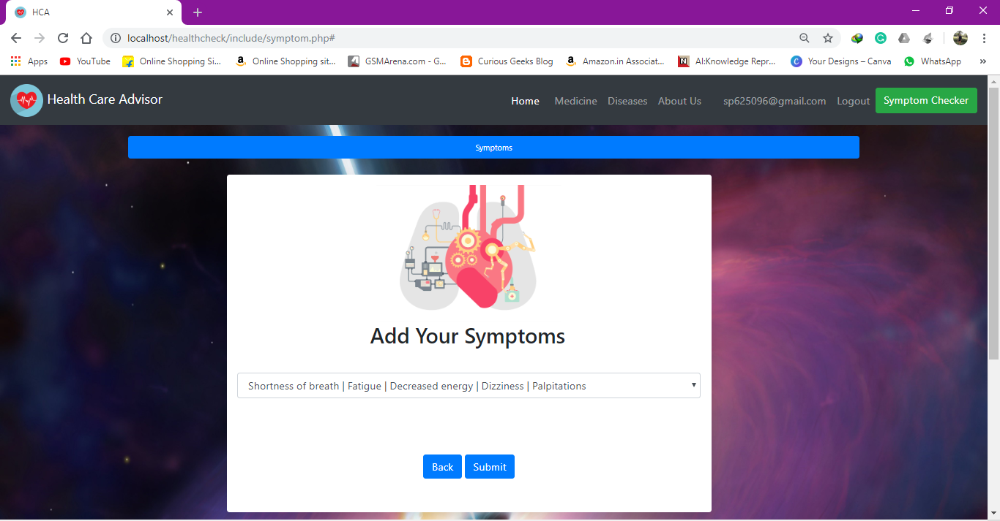 HCA
localhost/healthcheck/include/symptom.php#
Apps YouTube Online Shopping Si... Online Shopping sit... GSMArena.com - G... Curious Geeks Blog Amazon.in Associat... AI:Knowledge Repr... Your Designs – Canva WhatsApp »
Health Care Advisor Home Medicine Diseases About Us sp625096@gmail.com Logout Symptom Checker
Symptoms
Add Your Symptoms
Shortness of breath | Fatigue | Decreased energy | Dizziness | Palpitations
Back Submit